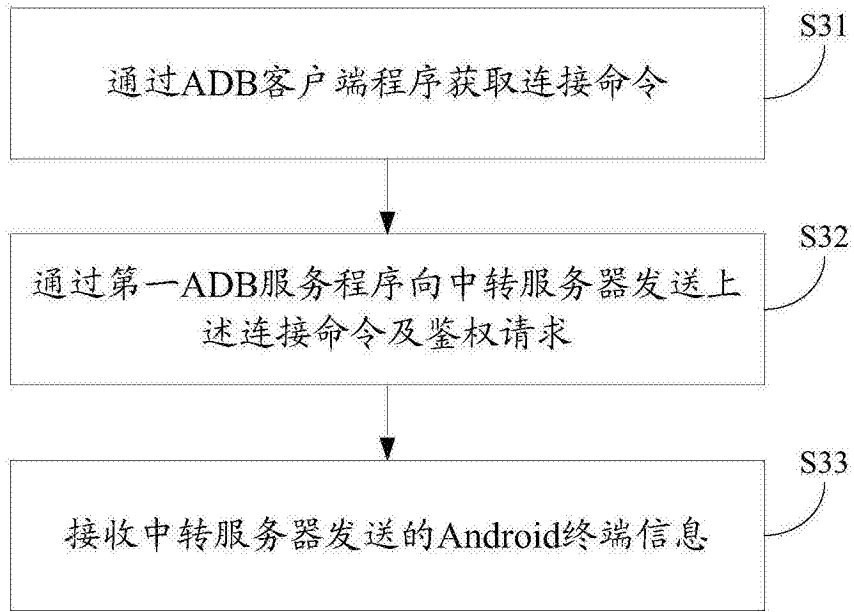 S31
通过ADB客户端程序获取连接命令
S32
通过第一ADB服务程序向中转服务器发送上
述连接命令及鉴权请求
S33
接收中转服务器发送的Android终端信息